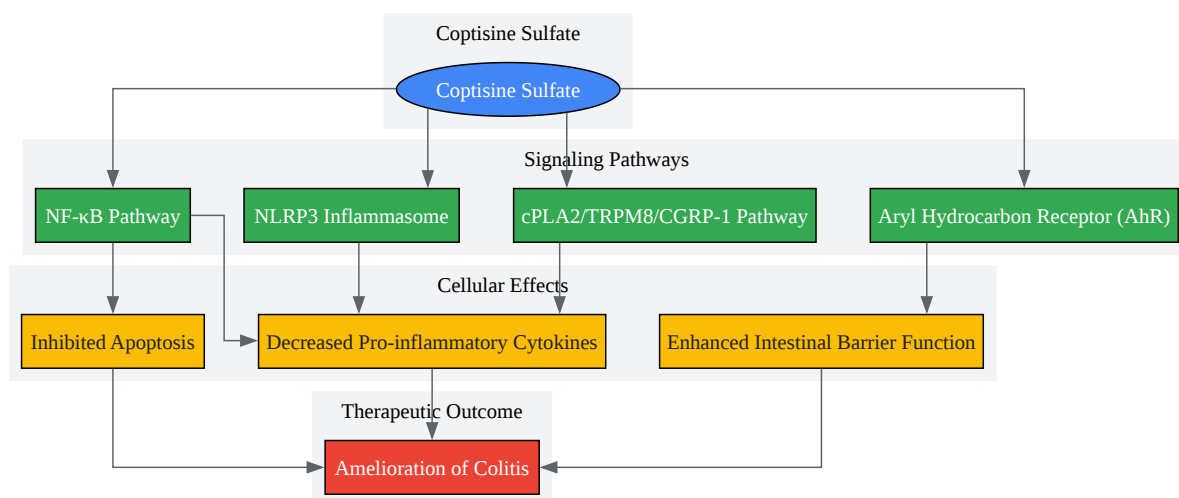 Coptisine Sulfate
Coptisine Sulfate
Signaling Pathways
NF-κB Pathway
NLRP3 Inflammasome
cPLA2/TRPM8/CGRP-1 Pathway
Aryl Hydrocarbon Receptor (AhR)
Cellular Effects
Inhibited Apoptosis
Decreased Pro-inflammatory Cytokines
Enhanced Intestinal Barrier Function
Therapeutic Outcome
Amelioration of Colitis